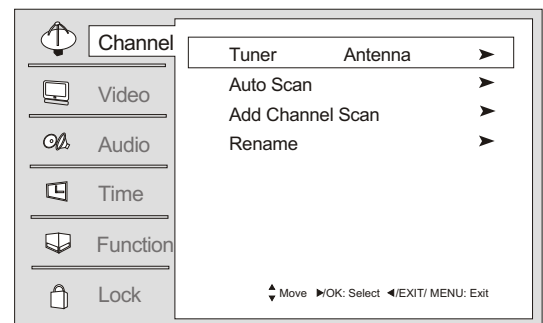 Channel
Video
Audio
Time
Function
Lock
Tuner Antenna ➤
Auto Scan ➤
Add Channel Scan ➤
Rename ➤
▲▼ Move ▶/OK: Select ◀/EXIT/ MENU: Exit